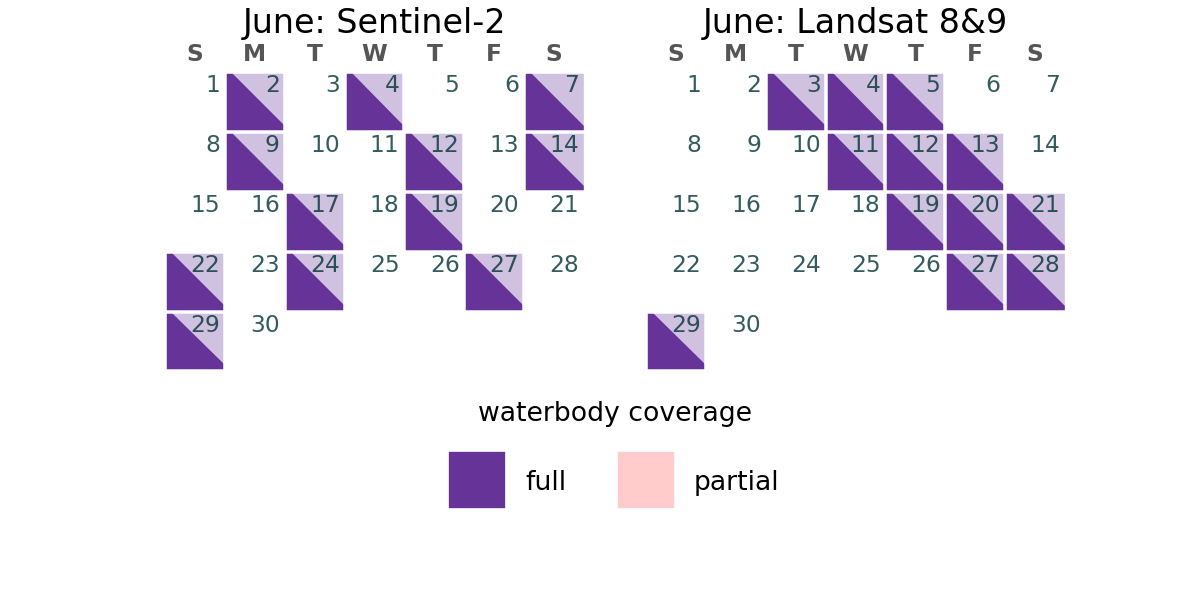 June: Sentinel-2
S M T W T F S
1 2 3 4 5 6 7
8 9 10 11 12 13 14
15 16 17 18 19 20 21
22 23 24 25 26 27 28
29 30
June: Landsat 8&9
S M T W T F S
1 2 3 4 5 6 7
8 9 10 11 12 13 14
15 16 17 18 19 20 21
22 23 24 25 26 27 28
29 30
waterbody coverage
full partial